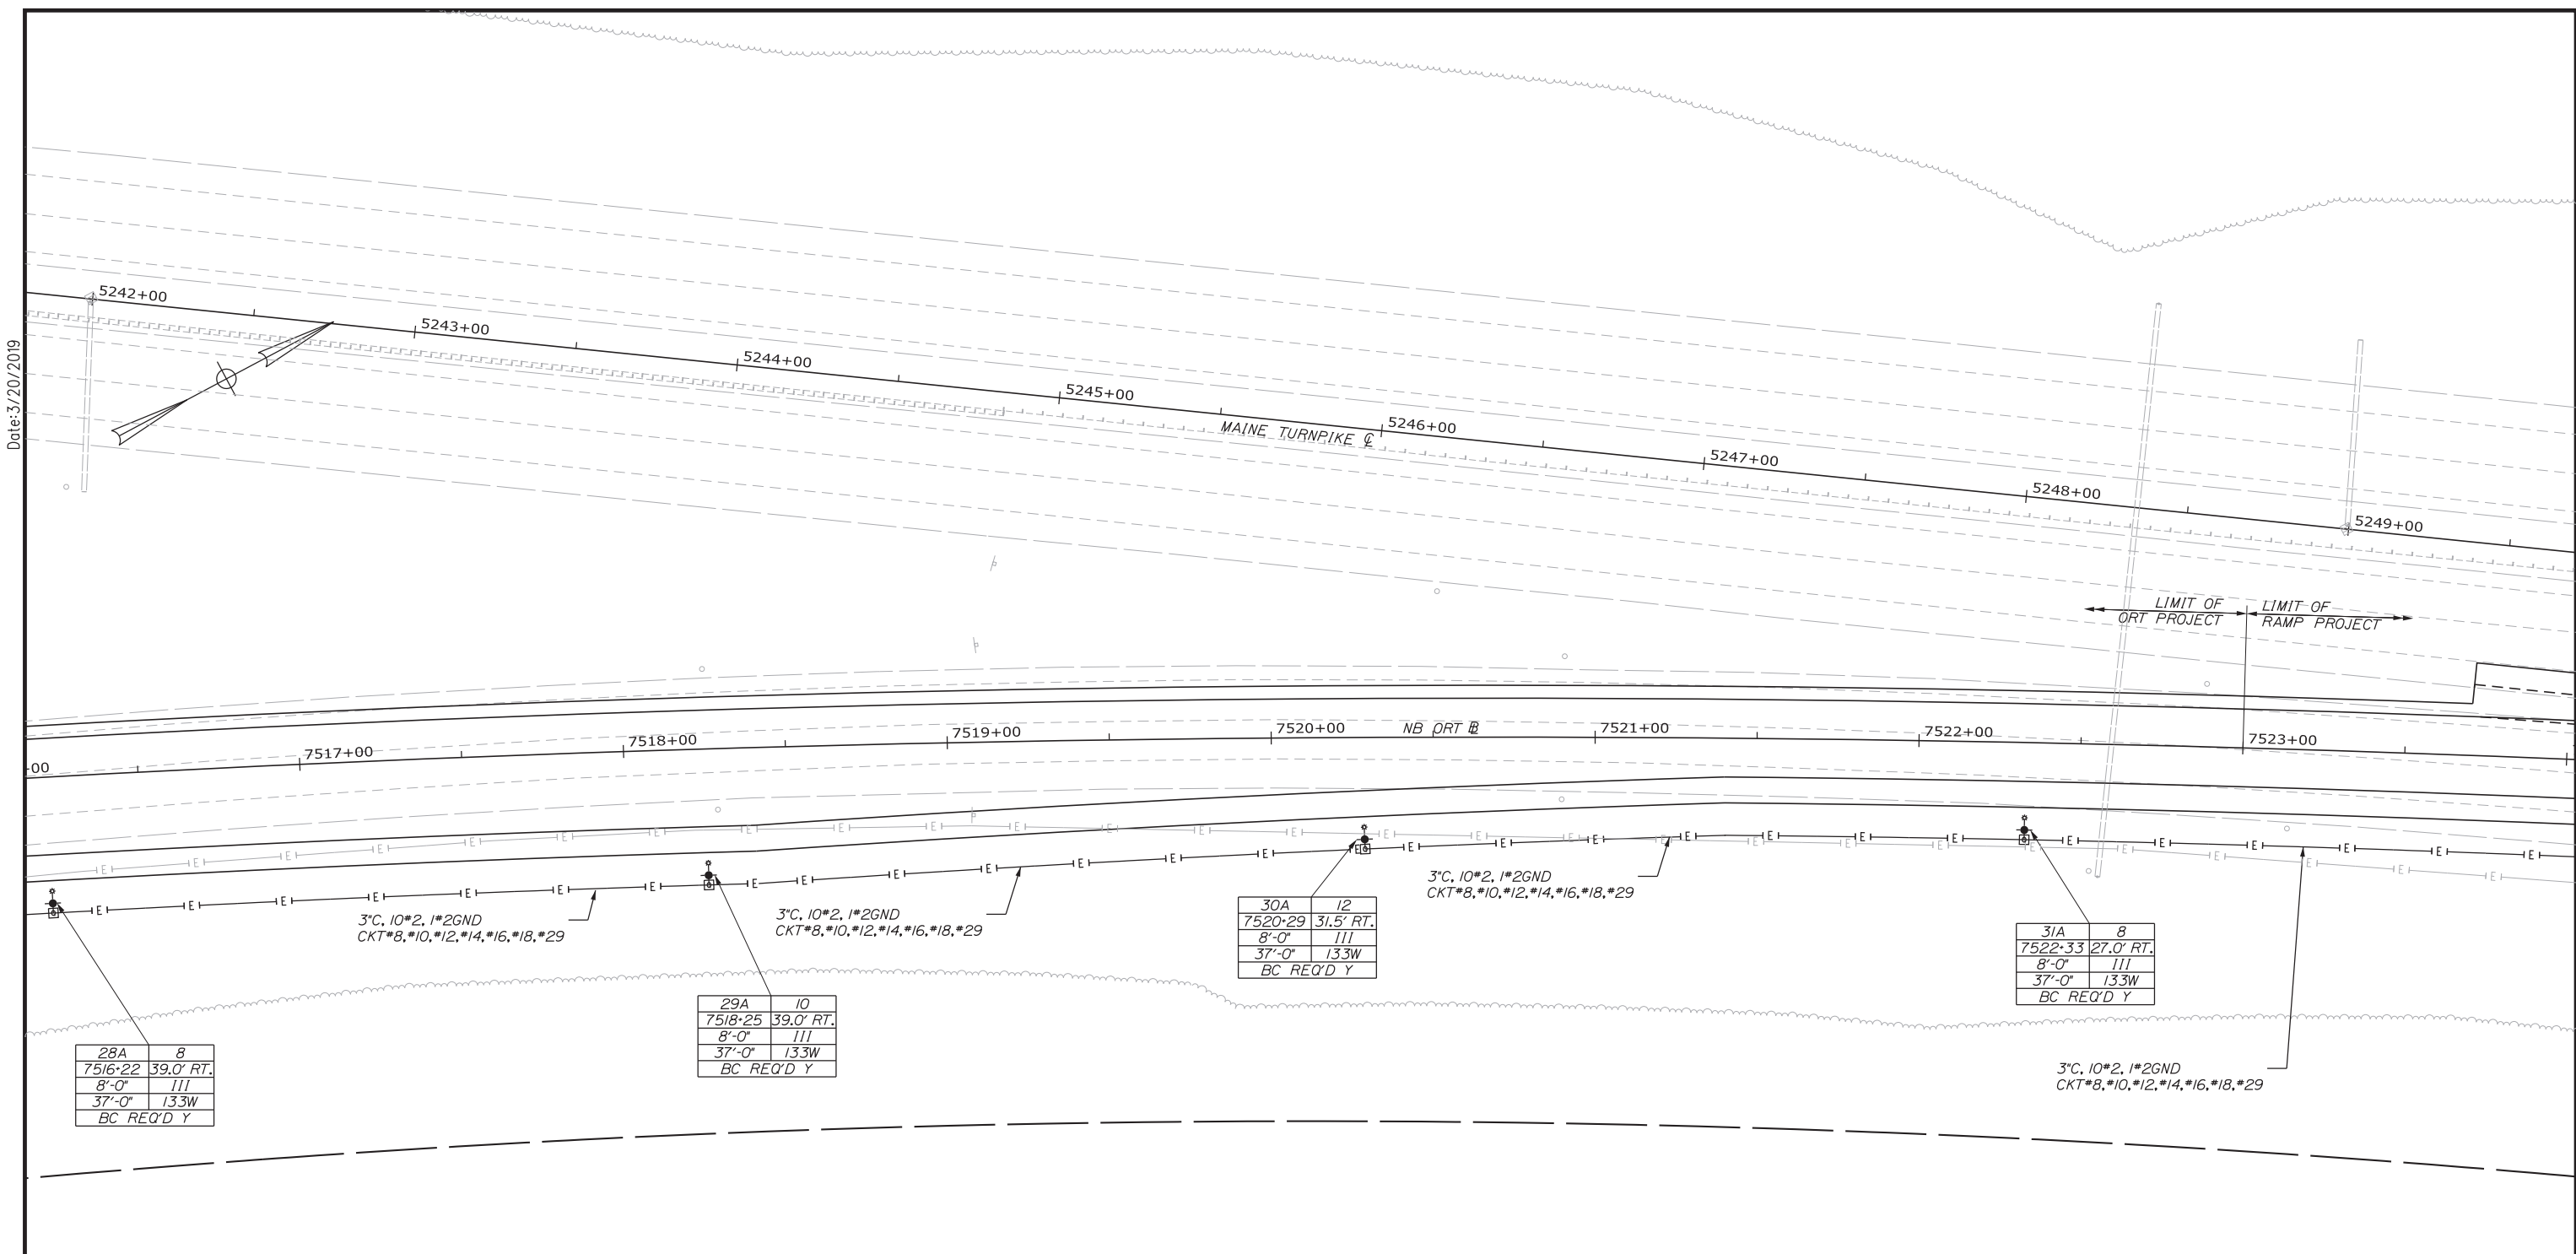 Date:3/20/2019
5242+00
5243+00
5244+00
5245+00
5246+00
5247+00
5248+00
5249+00
MAINE TURNPIKE ℄
LIMIT OF
ORT PROJECT
LIMIT OF
RAMP PROJECT
+00
7517+00
7518+00
7519+00
7520+00
NB ORT BL
7521+00
7522+00
7523+00
3"C, 10#2, 1#2GND
CKT#8,#10,#12,#14,#16,#18,#29
3"C, 10#2, 1#2GND
CKT#8,#10,#12,#14,#16,#18,#29
3"C, 10#2, 1#2GND
CKT#8,#10,#12,#14,#16,#18,#29
3"C, 10#2, 1#2GND
CKT#8,#10,#12,#14,#16,#18,#29
28A 8
7516+22 39.0' RT.
8'-0" III
37'-0" 133W
BC REQ'D Y
29A 10
7518+25 39.0' RT.
8'-0" III
37'-0" 133W
BC REQ'D Y
30A 12
7520+29 31.5' RT.
8'-0" III
37'-0" 133W
BC REQ'D Y
31A 8
7522+33 27.0' RT.
8'-0" III
37'-0" 133W
BC REQ'D Y